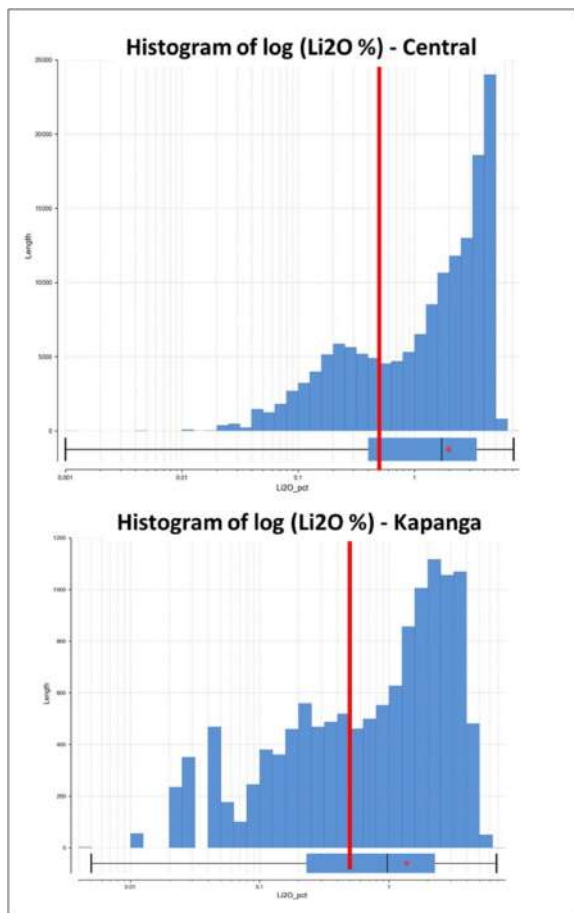 Histogram of log (Li2O %) - Central
25000
20000
15000
10000
5000
0
Length
0.001 0.01 0.1 1
Li2O_pct
Histogram of log (Li2O %) - Kapanga
1200
1000
800
600
400
200
0
Length
0.01 0.1 1
Li2O_pct